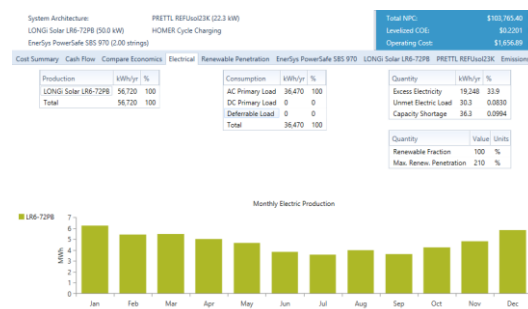 System Architecture: PRETTL REFUsol23K (22.3 kW)
LONGi Solar LR6-72PB (50.0 kW) HOMER Cycle Charging
EnerSys PowerSafe SBS 970 (2.00 strings)
Total NPC: $103,765.40
Levelized COE: $0.2201
Operating Cost: $1,656.89
Cost Summary Cash Flow Compare Economics Electrical Renewable Penetration EnerSys PowerSafe SBS 970 LONGi Solar LR6-72PB PRETTL REFUsol23K Emissions
Production kWh/yr %
LONGi Solar LR6-72PB 56,720 100
Total 56,720 100
Consumption kWh/yr %
AC Primary Load 36,470 100
DC Primary Load 0 0
Deferrable Load 0 0
Total 36,470 100
Quantity kWh/yr %
Excess Electricity 19,248 33.9
Unmet Electric Load 30.3 0.0830
Capacity Shortage 36.3 0.0994
Quantity Value Units
Renewable Fraction 100 %
Max. Renew. Penetration 210 %
Monthly Electric Production
LR6-72PB
MWh
7
6
5
4
3
2
1
0
Jan Feb Mar Apr May Jun Jul Aug Sep Oct Nov Dec